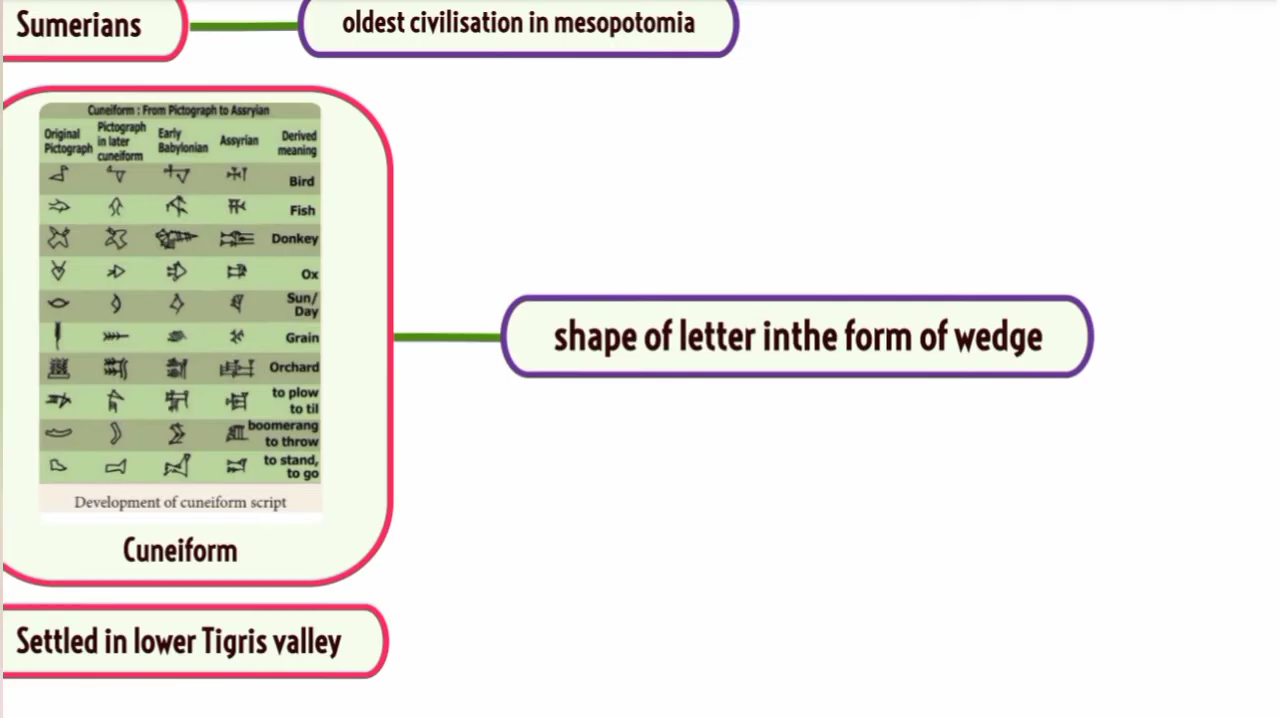 Sumerians
oldest civilisation in mesopotomia
Cuneiform : From Pictograph to Assryian
Original Pictograph
Pictograph in later cuneiform
Early Babylonian
Assyrian
Derived meaning
Bird
Fish
Donkey
Ox
Sun/ Day
Grain
Orchard
to plow
to til
boomerang
to throw
to stand,
to go
Development of cuneiform script
Cuneiform
shape of letter inthe form of wedge
Settled in lower Tigris valley